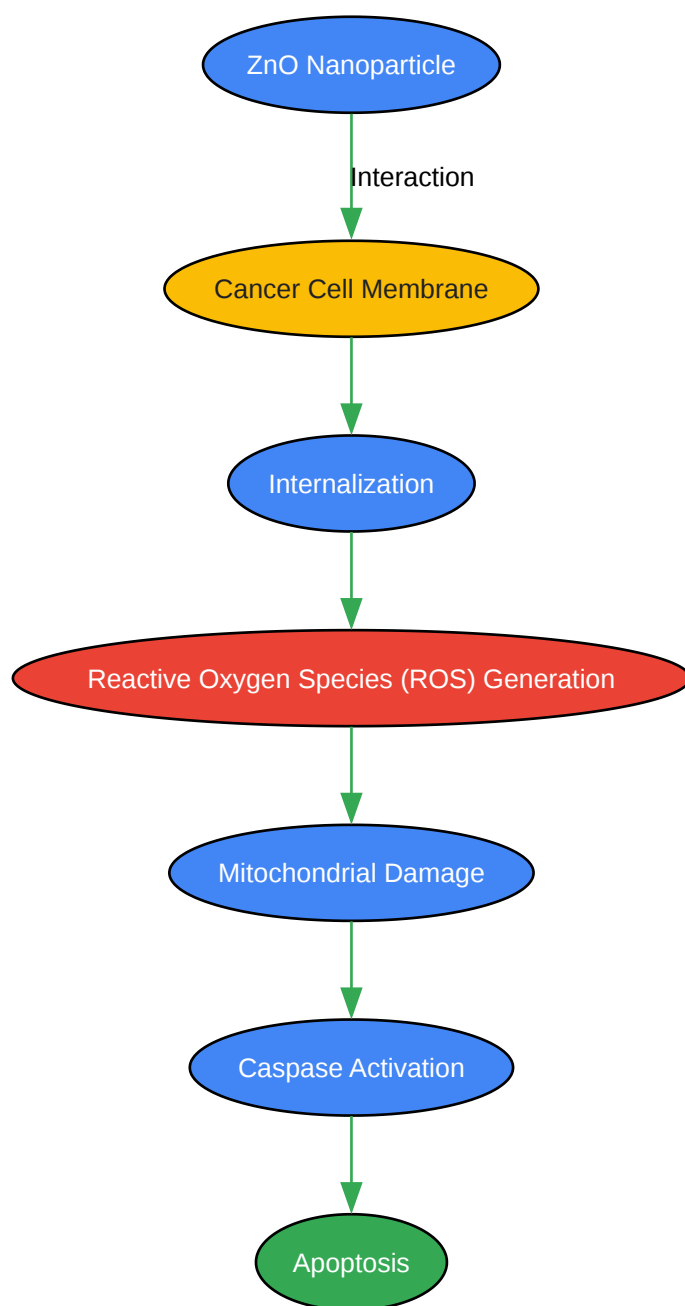 ZnO Nanoparticle
Interaction
Cancer Cell Membrane
Internalization
Reactive Oxygen Species (ROS) Generation
Mitochondrial Damage
Caspase Activation
Apoptosis